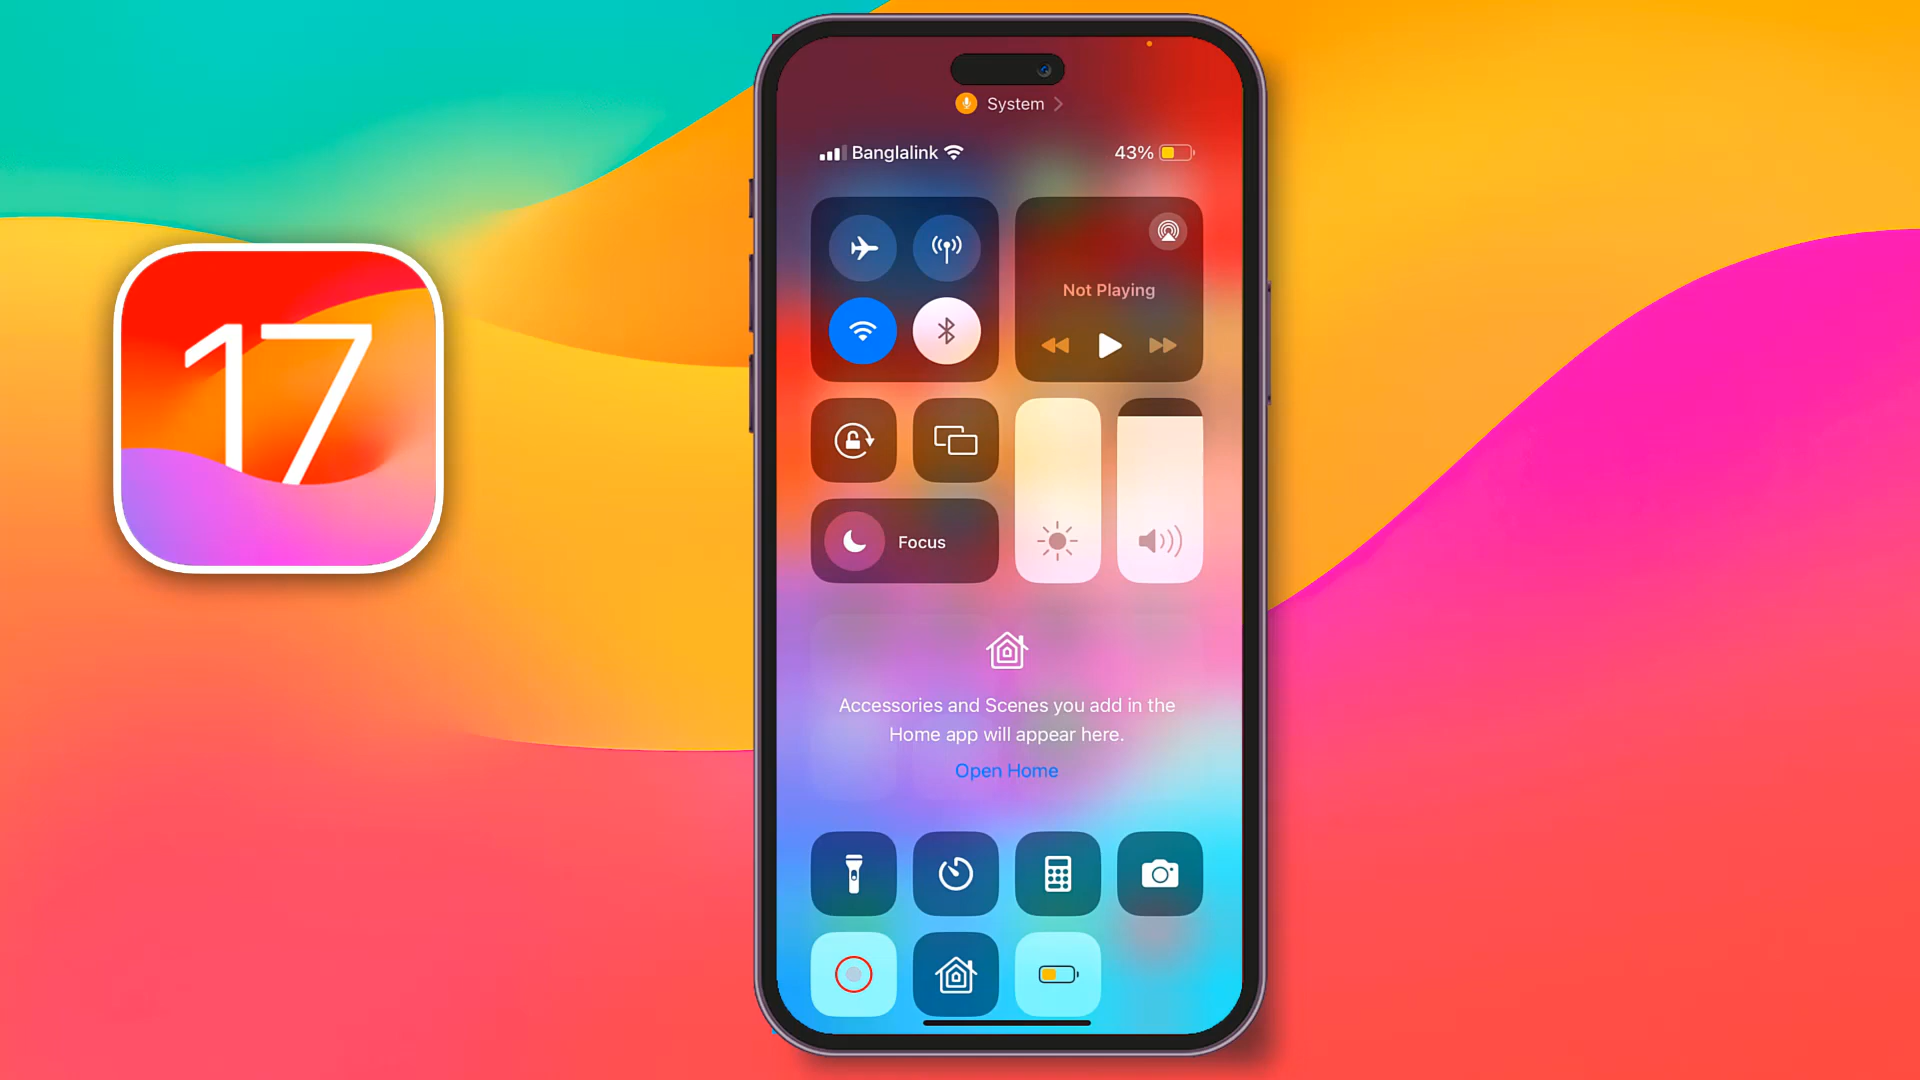 17
System
Banglalink
43%
Not Playing
Focus
Accessories and Scenes you add in the
Home app will appear here.
Open Home